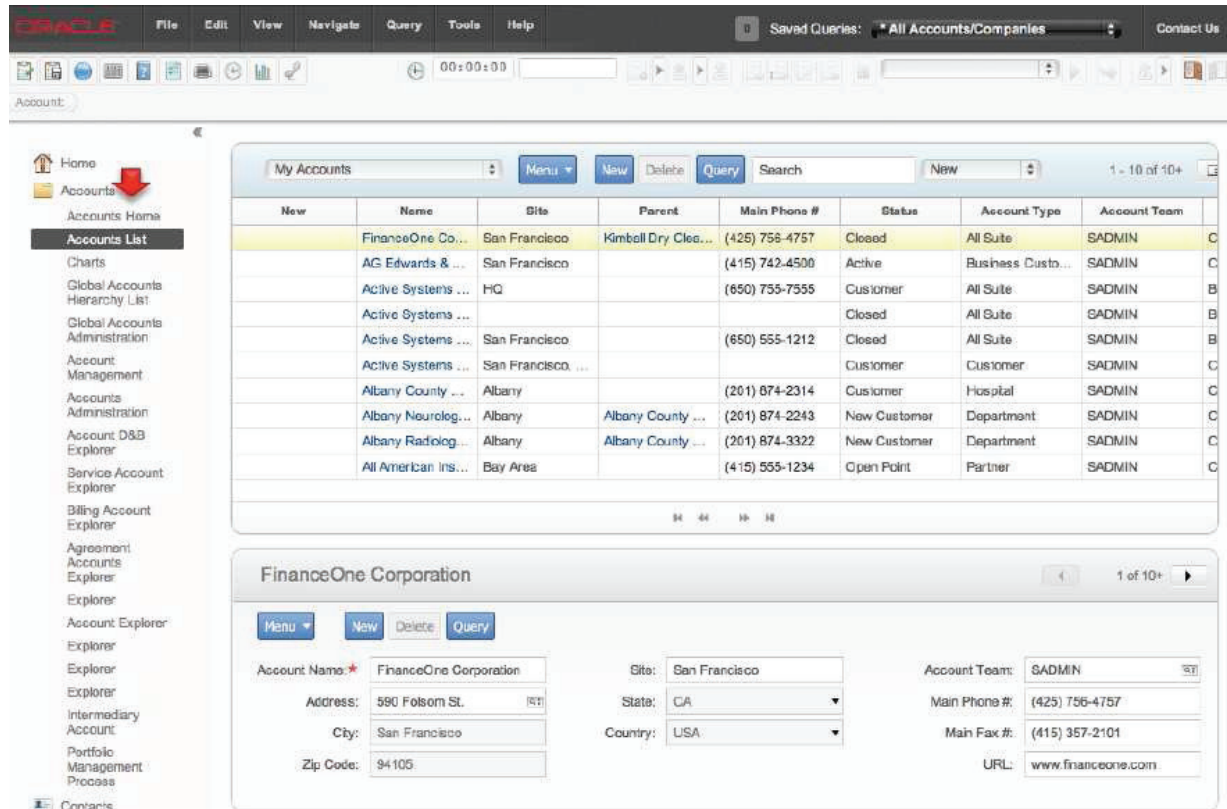 ORACLE File Edit View Navigate Query Tools Help 0 Saved Queries: * All Accounts/Companies Contact Us
00:00:00
Account:
Home
Accounts
Accounts Home
Accounts List
Charts
Global Accounts
Hierarchy List
Global Accounts
Administration
Account
Management
Accounts
Administration
Account D&B
Explorer
Service Account
Explorer
Billing Account
Explorer
Agreement
Accounts
Explorer
Explorer
Account Explorer
Explorer
Explorer
Explorer
Intermediary
Account
Portfolio
Management
Process
Contacts
My Accounts Menu New Delete Query Search New 1 - 10 of 10+
New Name Site Parent Main Phone # Status Account Type Account Team
FinanceOne Co... San Francisco Kimball Dry Clea... (425) 756-4757 Closed All Suite SADMIN C
AG Edwards & ... San Francisco (415) 742-4500 Active Business Custo... SADMIN C
Active Systems ... HQ (650) 755-7555 Customer All Suite SADMIN B
Active Systems ... Closed All Suite SADMIN B
Active Systems ... San Francisco (650) 555-1212 Closed All Suite SADMIN B
Active Systems ... San Francisco, ... Customer Customer SADMIN C
Albany County ... Albany (201) 874-2314 Customer Hospital SADMIN C
Albany Neurolog... Albany Albany County ... (201) 874-2243 New Customer Department SADMIN C
Albany Radiolog... Albany Albany County ... (201) 874-3322 New Customer Department SADMIN C
All American Ins... Bay Area (415) 555-1234 Open Point Partner SADMIN C
FinanceOne Corporation 1 of 10+
Menu New Delete Query
Account Name:* FinanceOne Corporation Site: San Francisco Account Team: SADMIN
Address: 590 Folsom St. State: CA Main Phone #: (425) 756-4757
City: San Francisco Country: USA Main Fax #: (415) 357-2101
Zip Code: 94105 URL: www.financeone.com